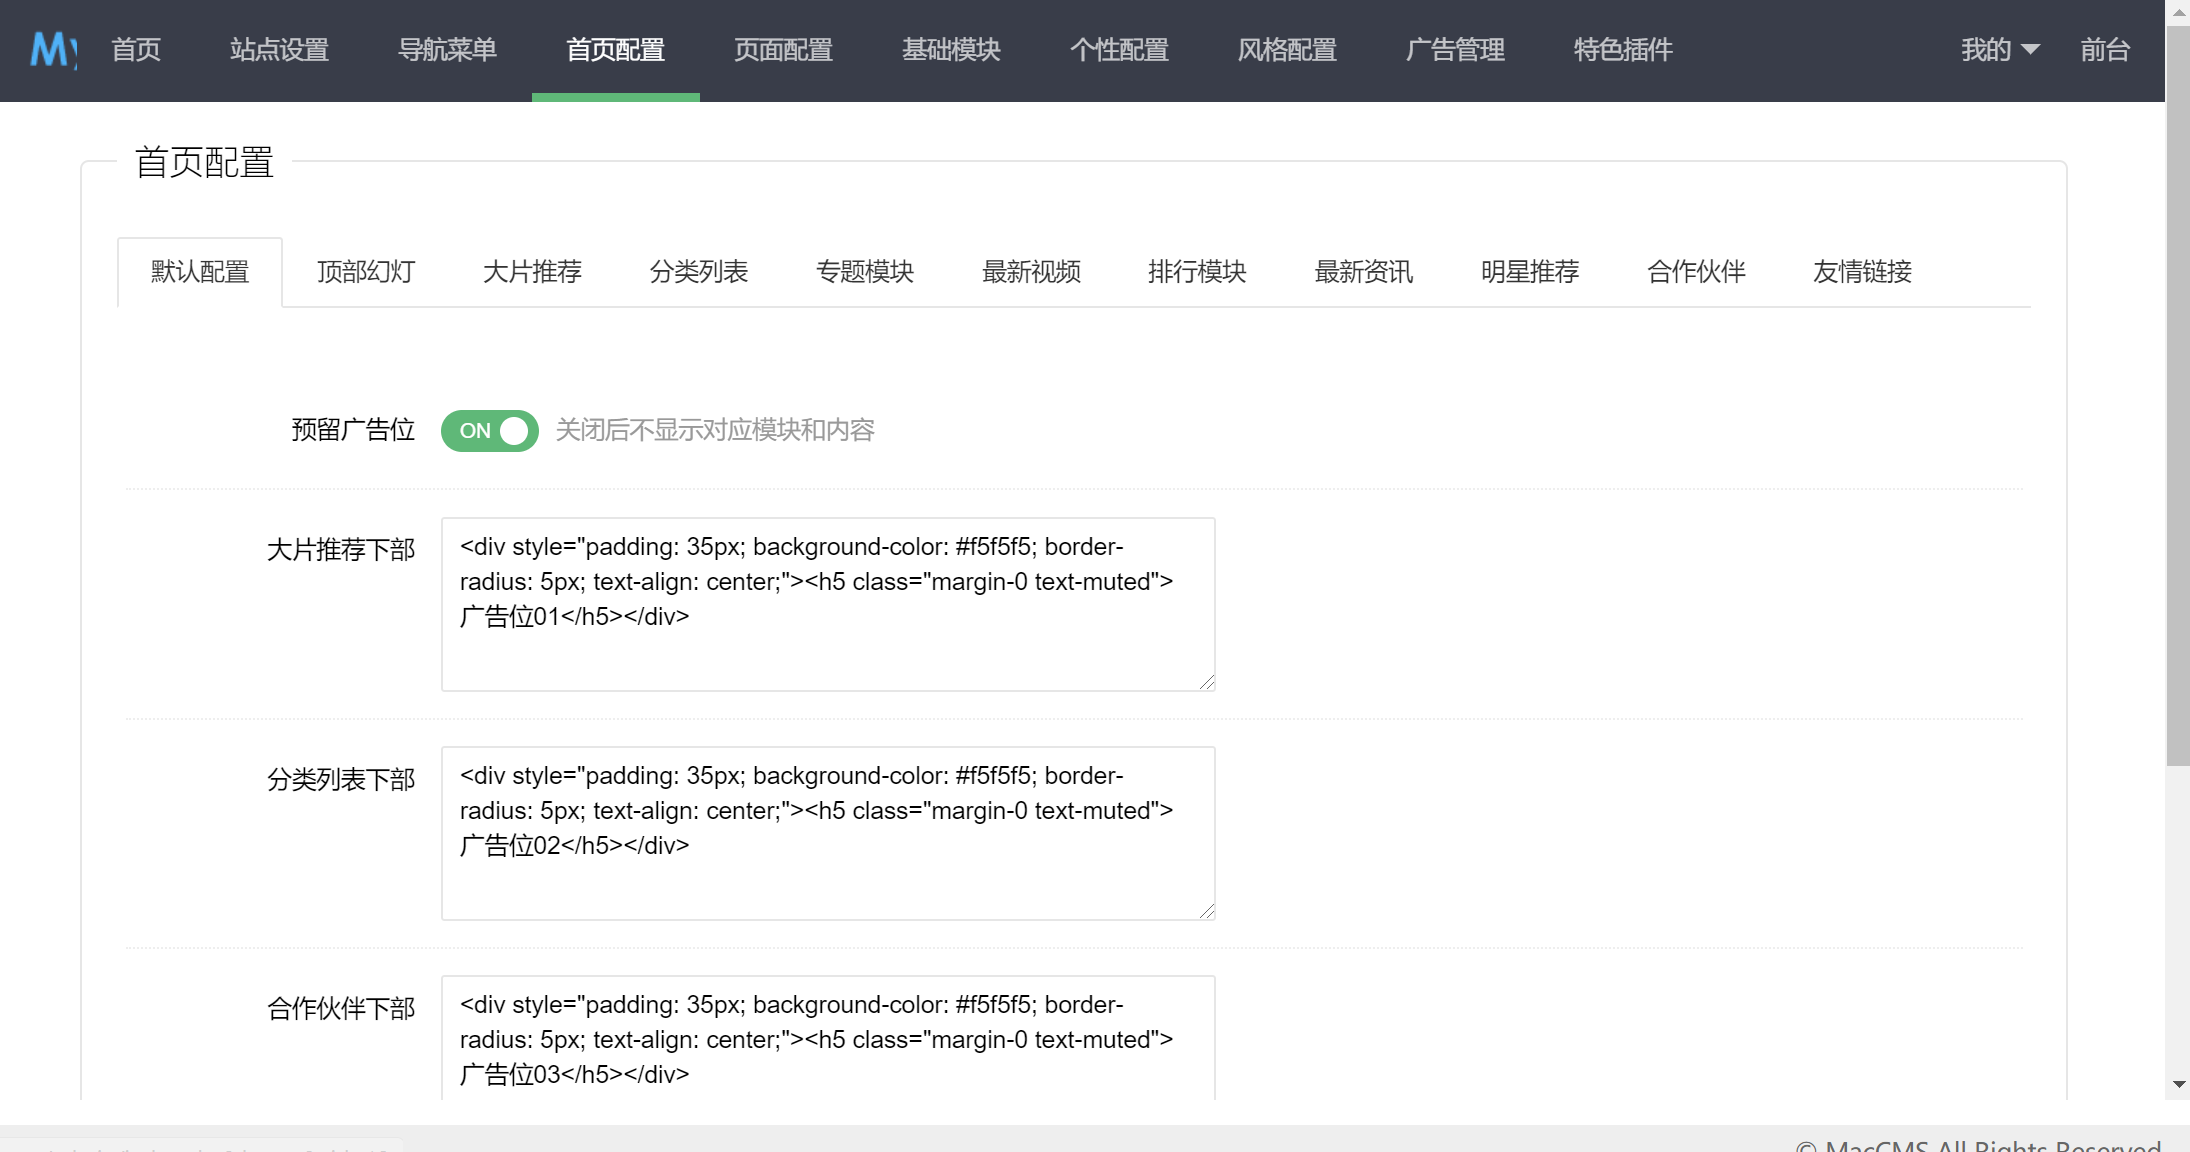 My
首页
站点设置
导航菜单
首页配置
页面配置
基础模块
个性配置
风格配置
广告管理
特色插件
我的
前台
首页配置
默认配置
顶部幻灯
大片推荐
分类列表
专题模块
最新视频
排行模块
最新资讯
明星推荐
合作伙伴
友情链接
预留广告位
ON
关闭后不显示对应模块和内容
大片推荐下部
<div style="padding: 35px; background-color: #f5f5f5; border-
radius: 5px; text-align: center;"><h5 class="margin-0 text-muted">
广告位01</h5></div>
分类列表下部
<div style="padding: 35px; background-color: #f5f5f5; border-
radius: 5px; text-align: center;"><h5 class="margin-0 text-muted">
广告位02</h5></div>
合作伙伴下部
<div style="padding: 35px; background-color: #f5f5f5; border-
radius: 5px; text-align: center;"><h5 class="margin-0 text-muted">
广告位03</h5></div>
© MacCMS All Rights Reserved